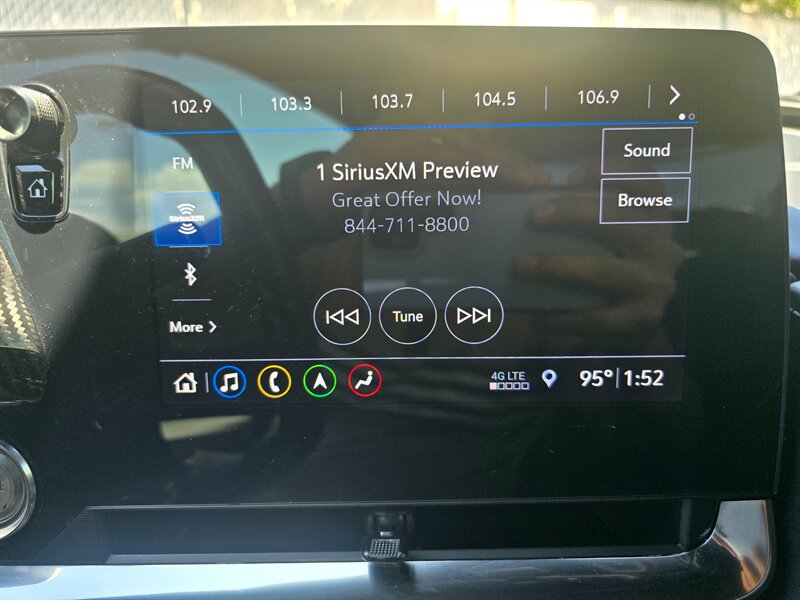 102.9 103.3 103.7 104.5 106.9
FM
1 SiriusXM Preview
Great Offer Now!
844-711-8800
Sound
Browse
SiriusXM
Tune
More
4G LTE
95° 1:52